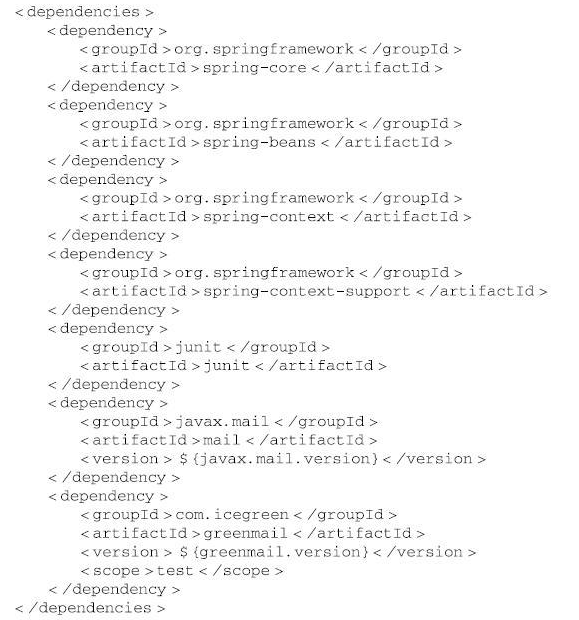 <dependencies>
<dependency>
<groupId>org.springframework</groupId>
<artifactId>spring-core</artifactId>
</dependency>
<dependency>
<groupId>org.springframework</groupId>
<artifactId>spring-beans</artifactId>
</dependency>
<dependency>
<groupId>org.springframework</groupId>
<artifactId>spring-context</artifactId>
</dependency>
<dependency>
<groupId>org.springframework</groupId>
<artifactId>spring-context-support</artifactId>
</dependency>
<dependency>
<groupId>junit</groupId>
<artifactId>junit</artifactId>
</dependency>
<dependency>
<groupId>javax.mail</groupId>
<artifactId>mail</artifactId>
<version>${javax.mail.version}</version>
</dependency>
<dependency>
<groupId>com.icegreen</groupId>
<artifactId>greenmail</artifactId>
<version>${greenmail.version}</version>
<scope>test</scope>
</dependency>
</dependencies>